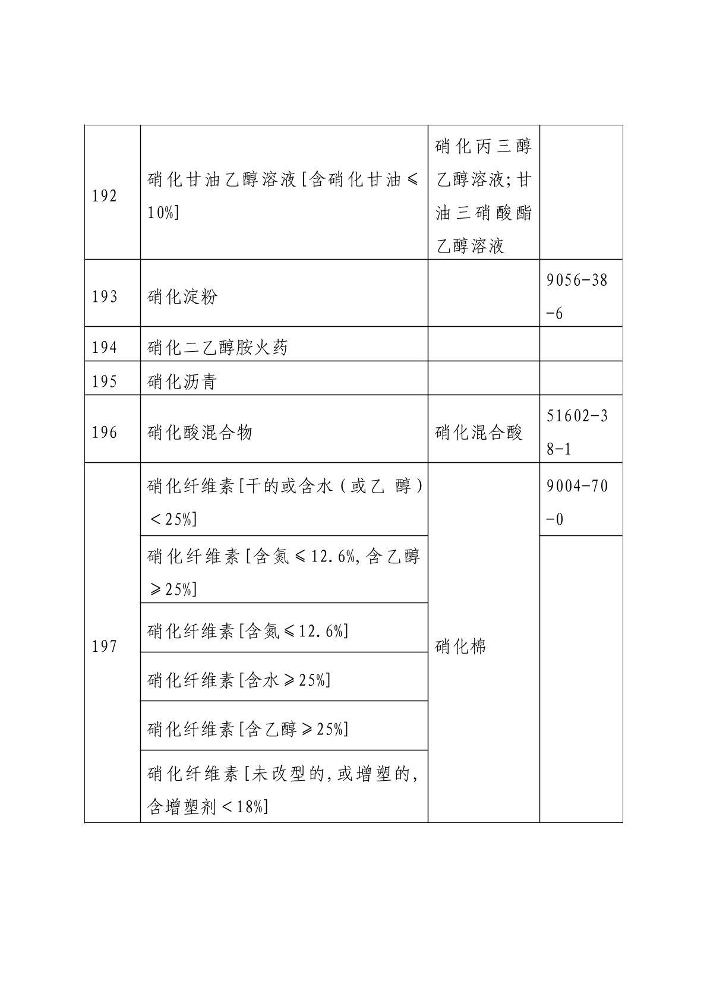 192
硝化甘油乙醇溶液[含硝化甘油≤
10%]
硝化丙三醇
乙醇溶液;甘
油三硝酸酯
乙醇溶液
193
硝化淀粉
9056-38
-6
194
硝化二乙醇胺火药
195
硝化沥青
196
硝化酸混合物
硝化混合酸
51602-3
8-1
197
硝化纤维素[干的或含水（或乙 醇）
<25%]
硝化纤维素[含氮≤12.6%,含乙醇
≥25%]
硝化纤维素[含氮≤12.6%]
硝化纤维素[含水≥25%]
硝化纤维素[含乙醇≥25%]
硝化纤维素[未改型的,或增塑的,
含增塑剂<18%]
硝化棉
9004-70
-0